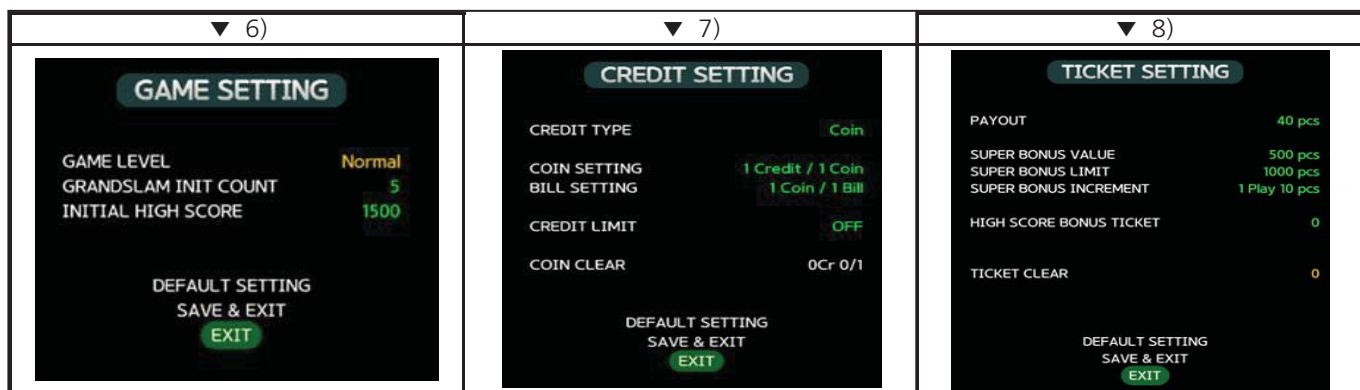 ▼ 6)
GAME SETTING
GAME LEVEL Normal
GRANDSLAM INIT COUNT 5
INITIAL HIGH SCORE 1500
DEFAULT SETTING
SAVE & EXIT
EXIT
▼ 7)
CREDIT SETTING
CREDIT TYPE Coin
COIN SETTING 1 Credit / 1 Coin
BILL SETTING 1 Coin / 1 Bill
CREDIT LIMIT OFF
COIN CLEAR 0Cr 0/1
DEFAULT SETTING
SAVE & EXIT
EXIT
▼ 8)
TICKET SETTING
PAYOUT 40 pcs
SUPER BONUS VALUE 500 pcs
SUPER BONUS LIMIT 1000 pcs
SUPER BONUS INCREMENT 1 Play 10 pcs
HIGH SCORE BONUS TICKET 0
TICKET CLEAR 0
DEFAULT SETTING
SAVE & EXIT
EXIT